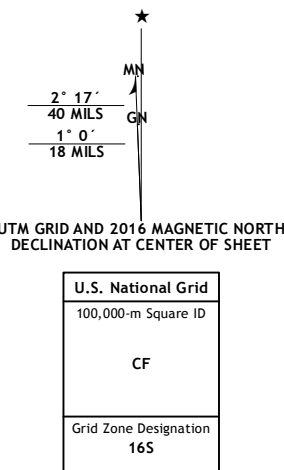 ★
MN
2° 17´
40 MILS
GN
1° 0´
18 MILS
UTM GRID AND 2016 MAGNETIC NORTH
DECLINATION AT CENTER OF SHEET
U.S. National Grid
100,000-m Square ID
CF
Grid Zone Designation
16S